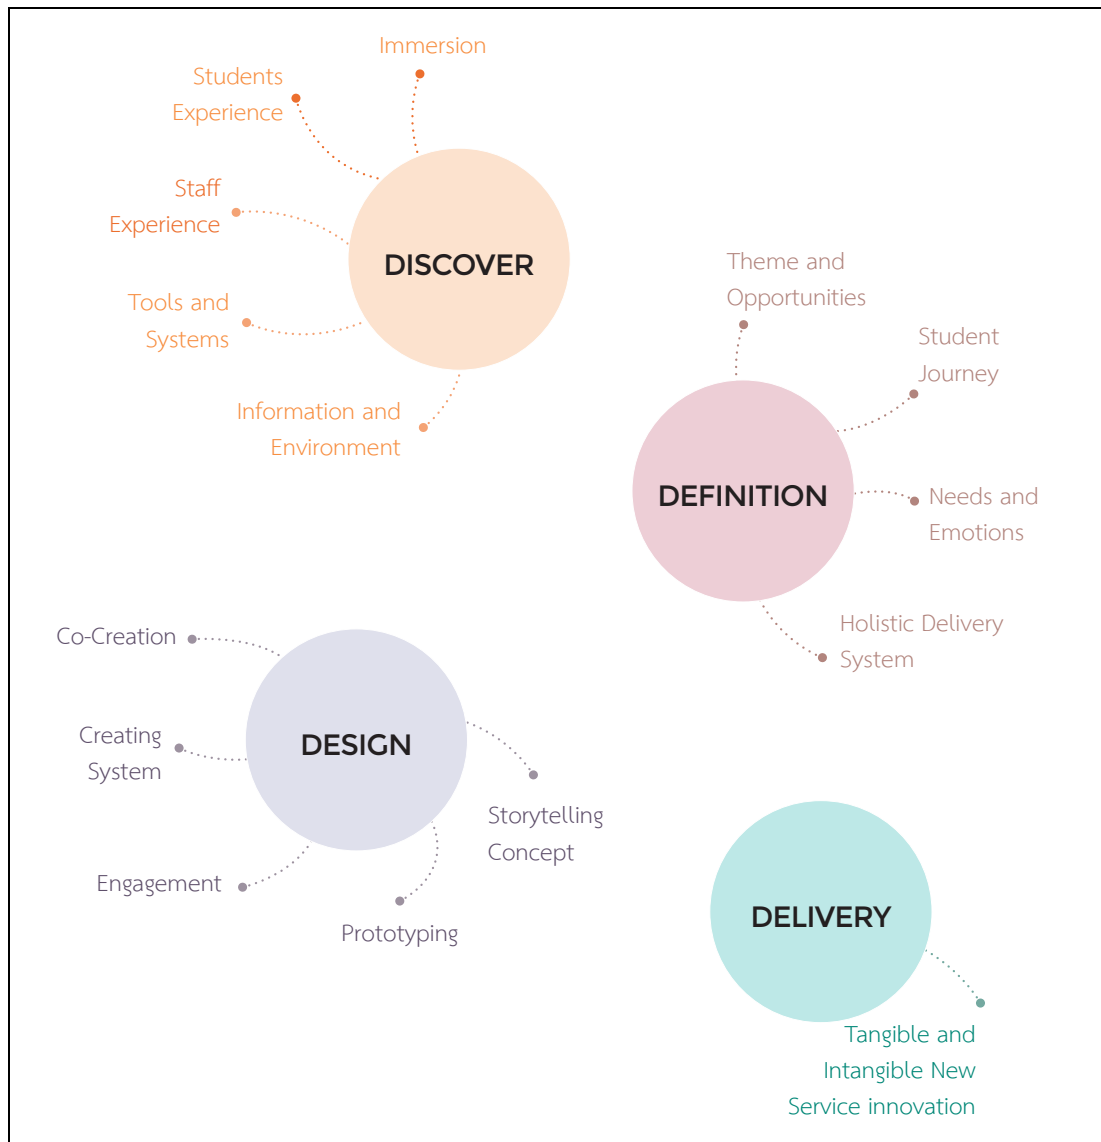 Immersion
Students
Experience
Staff
Experience
DISCOVER
Tools and
Systems
Information and
Environment
Theme and
Opportunities
Student
Journey
DEFINITION
Needs and
Emotions
Holistic Delivery
System
Co-Creation
Creating
System
DESIGN
Engagement
Storytelling
Concept
Prototyping
DELIVERY
Tangible and
Intangible New
Service innovation